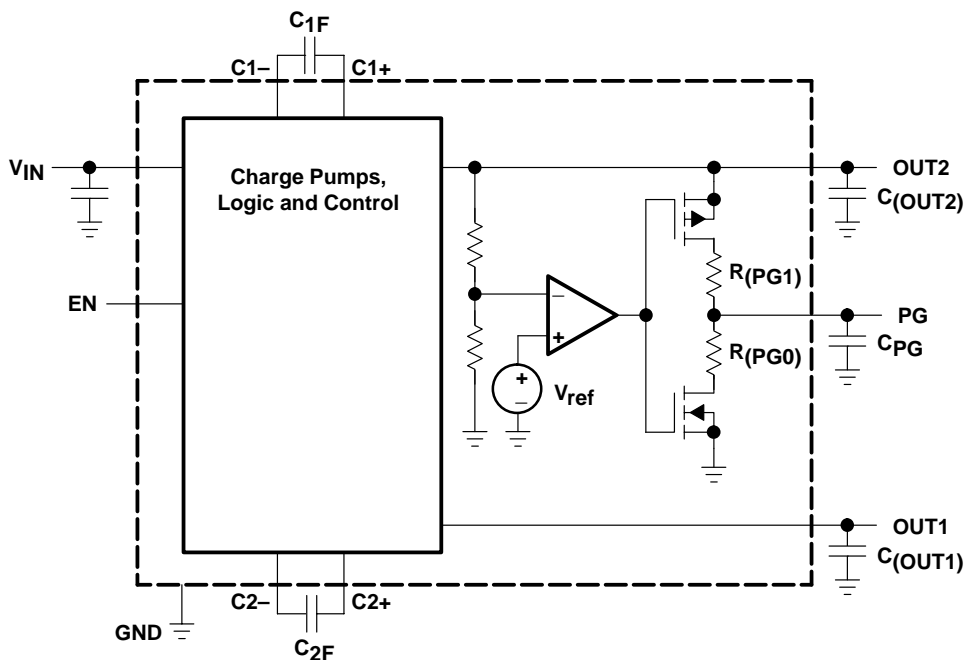 C1F
C1– C1+
VIN
Charge Pumps,
Logic and Control
OUT2
C(OUT2)
R(PG1)
EN
–
+
PG
CPG
R(PG0)
+
–
Vref
OUT1
C(OUT1)
C2– C2+
GND
C2F